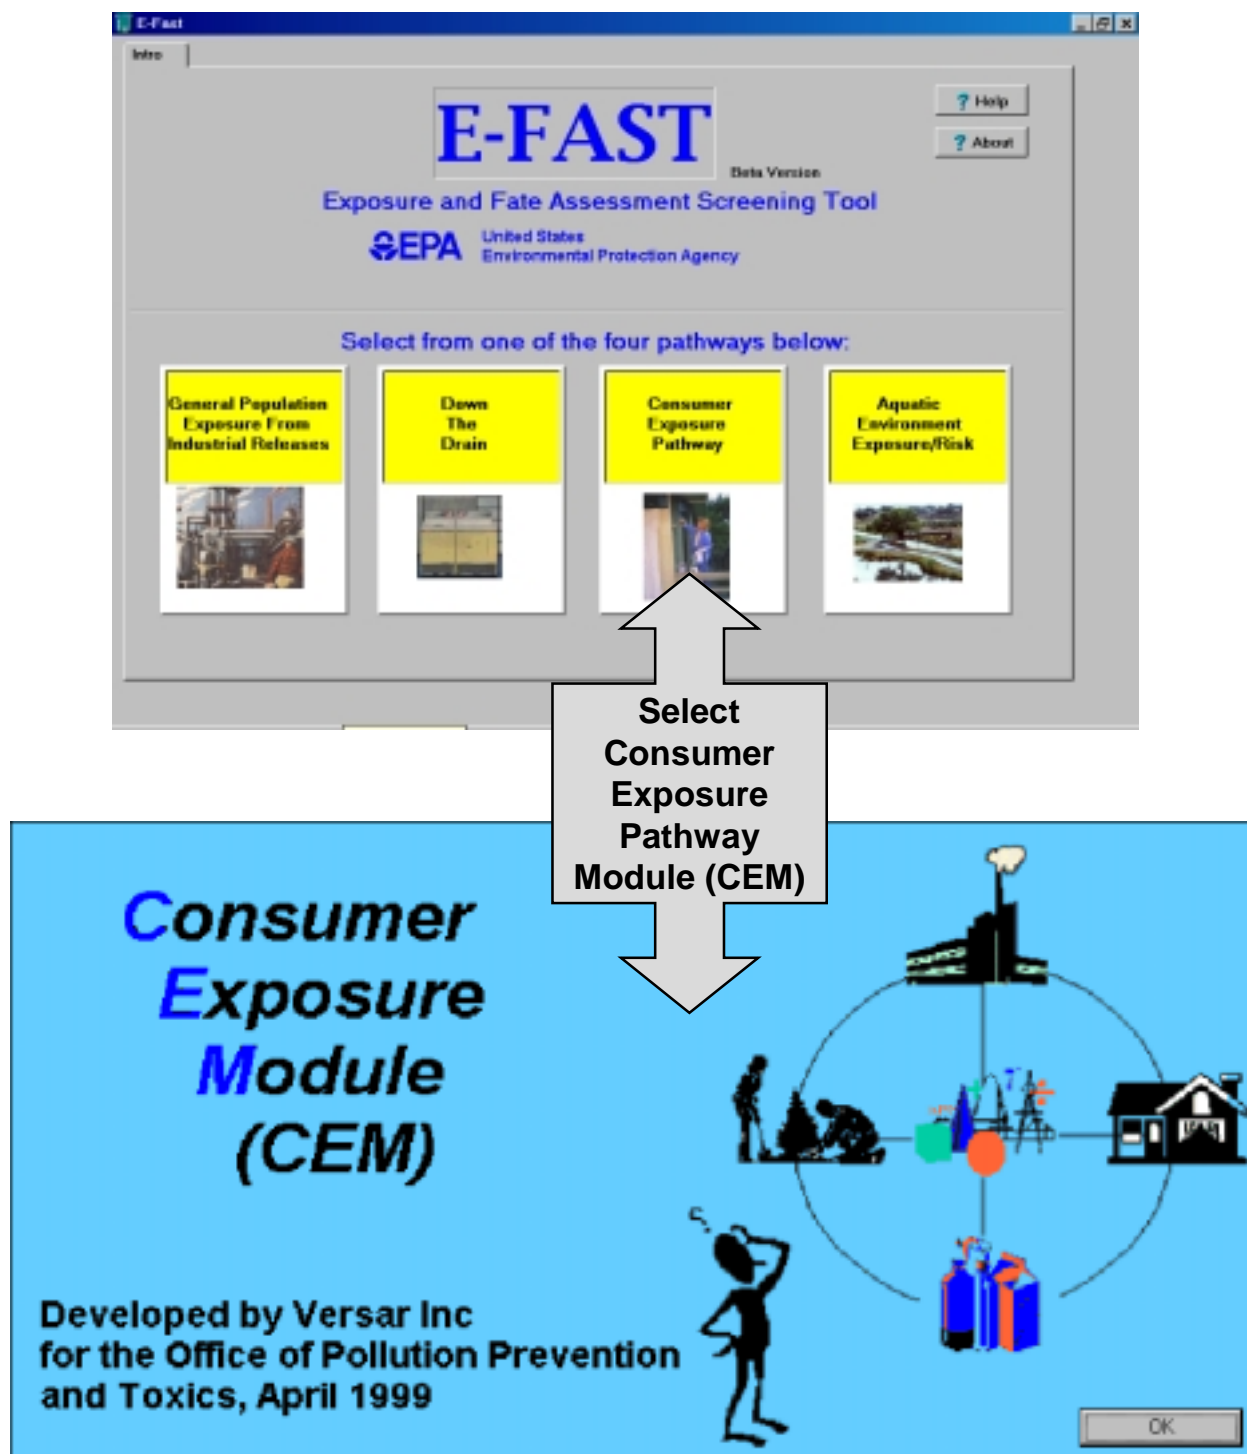 E-Fast
Intro
E-FAST
? Help
? About
Beta Version
Exposure and Fate Assessment Screening Tool
EPA
United States
Environmental Protection Agency
Select from one of the four pathways below:
General Population
Exposure From
Industrial Releases
Down
The
Drain
Consumer
Exposure
Pathway
Aquatic
Environment
Exposure/Risk
Select
Consumer
Exposure
Pathway
Module (CEM)
Consumer
Exposure
Module
(CEM)
Developed by Versar Inc
for the Office of Pollution Prevention
and Toxics, April 1999
OK